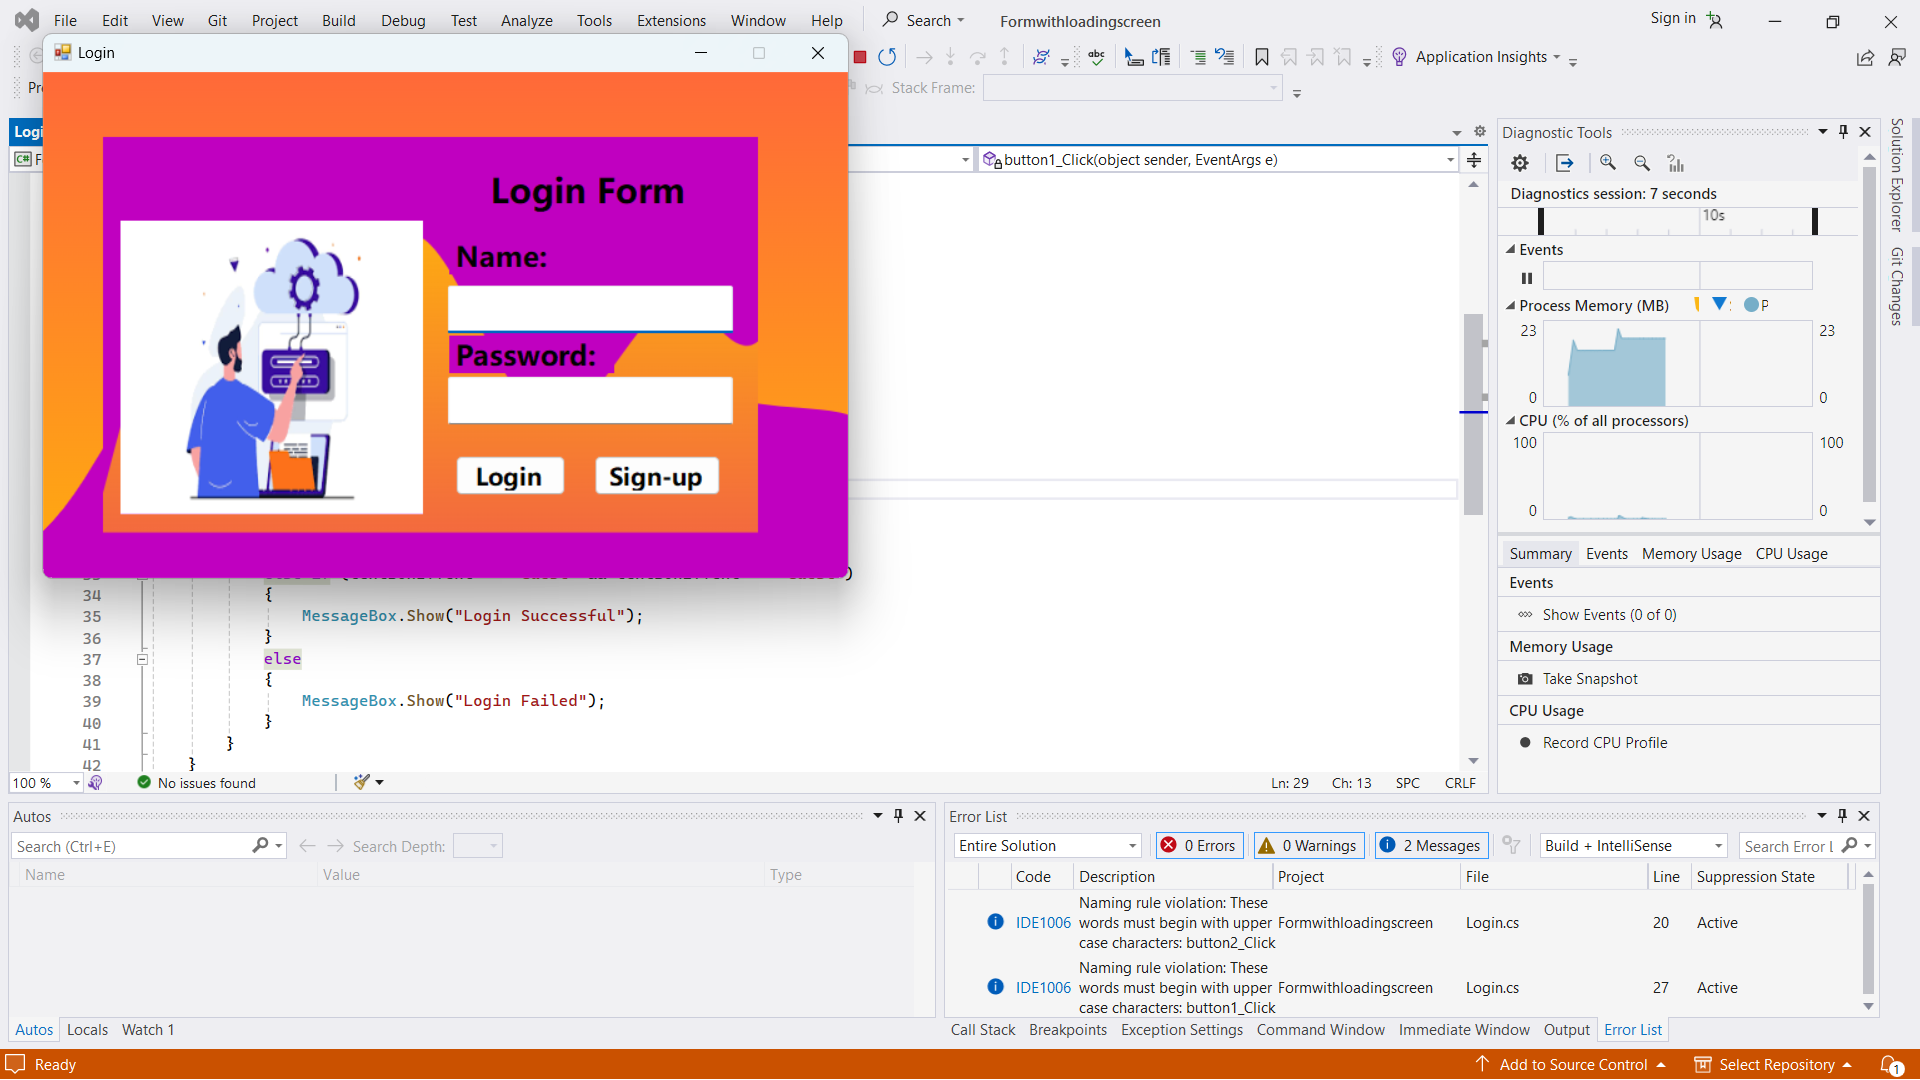 File Edit View Git Project Build Debug Test Analyze Tools Extensions Window Help Search Formwithloadingscreen Sign in
Login
abc Application Insights
Stack Frame:
Login Form
Name:
Password:
Login Sign-up
button1_Click(object sender, EventArgs e)
34 {
35 MessageBox.Show("Login Successful");
36 }
37 else
38 {
39 MessageBox.Show("Login Failed");
40 }
41 }
42 }
100 % No issues found Ln: 29 Ch: 13 SPC CRLF
Diagnostic Tools
Diagnostics session: 7 seconds
10s
Events
Process Memory (MB) P
23 23
0 0
CPU (% of all processors)
100 100
0 0
Summary Events Memory Usage CPU Usage
Events
Show Events (0 of 0)
Memory Usage
Take Snapshot
CPU Usage
Record CPU Profile
Solution Explorer
Git Changes
Autos
Search (Ctrl+E) Search Depth:
Name Value Type
Autos Locals Watch 1
Error List
Entire Solution 0 Errors 0 Warnings 2 Messages Build + IntelliSense Search Error L
Code Description Project File Line Suppression State
Naming rule violation: These
IDE1006 words must begin with upper Formwithloadingscreen Login.cs 20 Active
case characters: button2_Click
Naming rule violation: These
IDE1006 words must begin with upper Formwithloadingscreen Login.cs 27 Active
case characters: button1_Click
Call Stack Breakpoints Exception Settings Command Window Immediate Window Output Error List
Ready Add to Source Control Select Repository 1